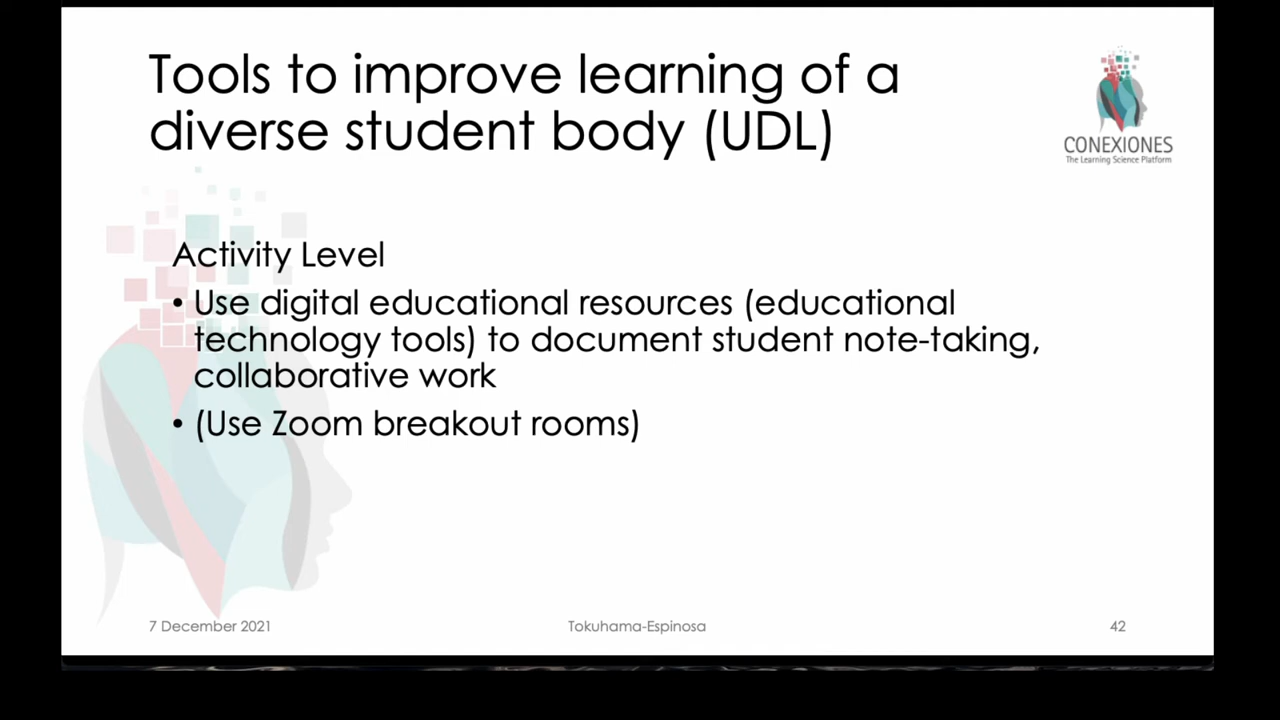 Tools to improve learning of a
diverse student body (UDL)
CONEXIONES
The Learning Science Platform
Activity Level
• Use digital educational resources (educational
technology tools) to document student note-taking,
collaborative work
• (Use Zoom breakout rooms)
7 December 2021
Tokuhama-Espinosa
42